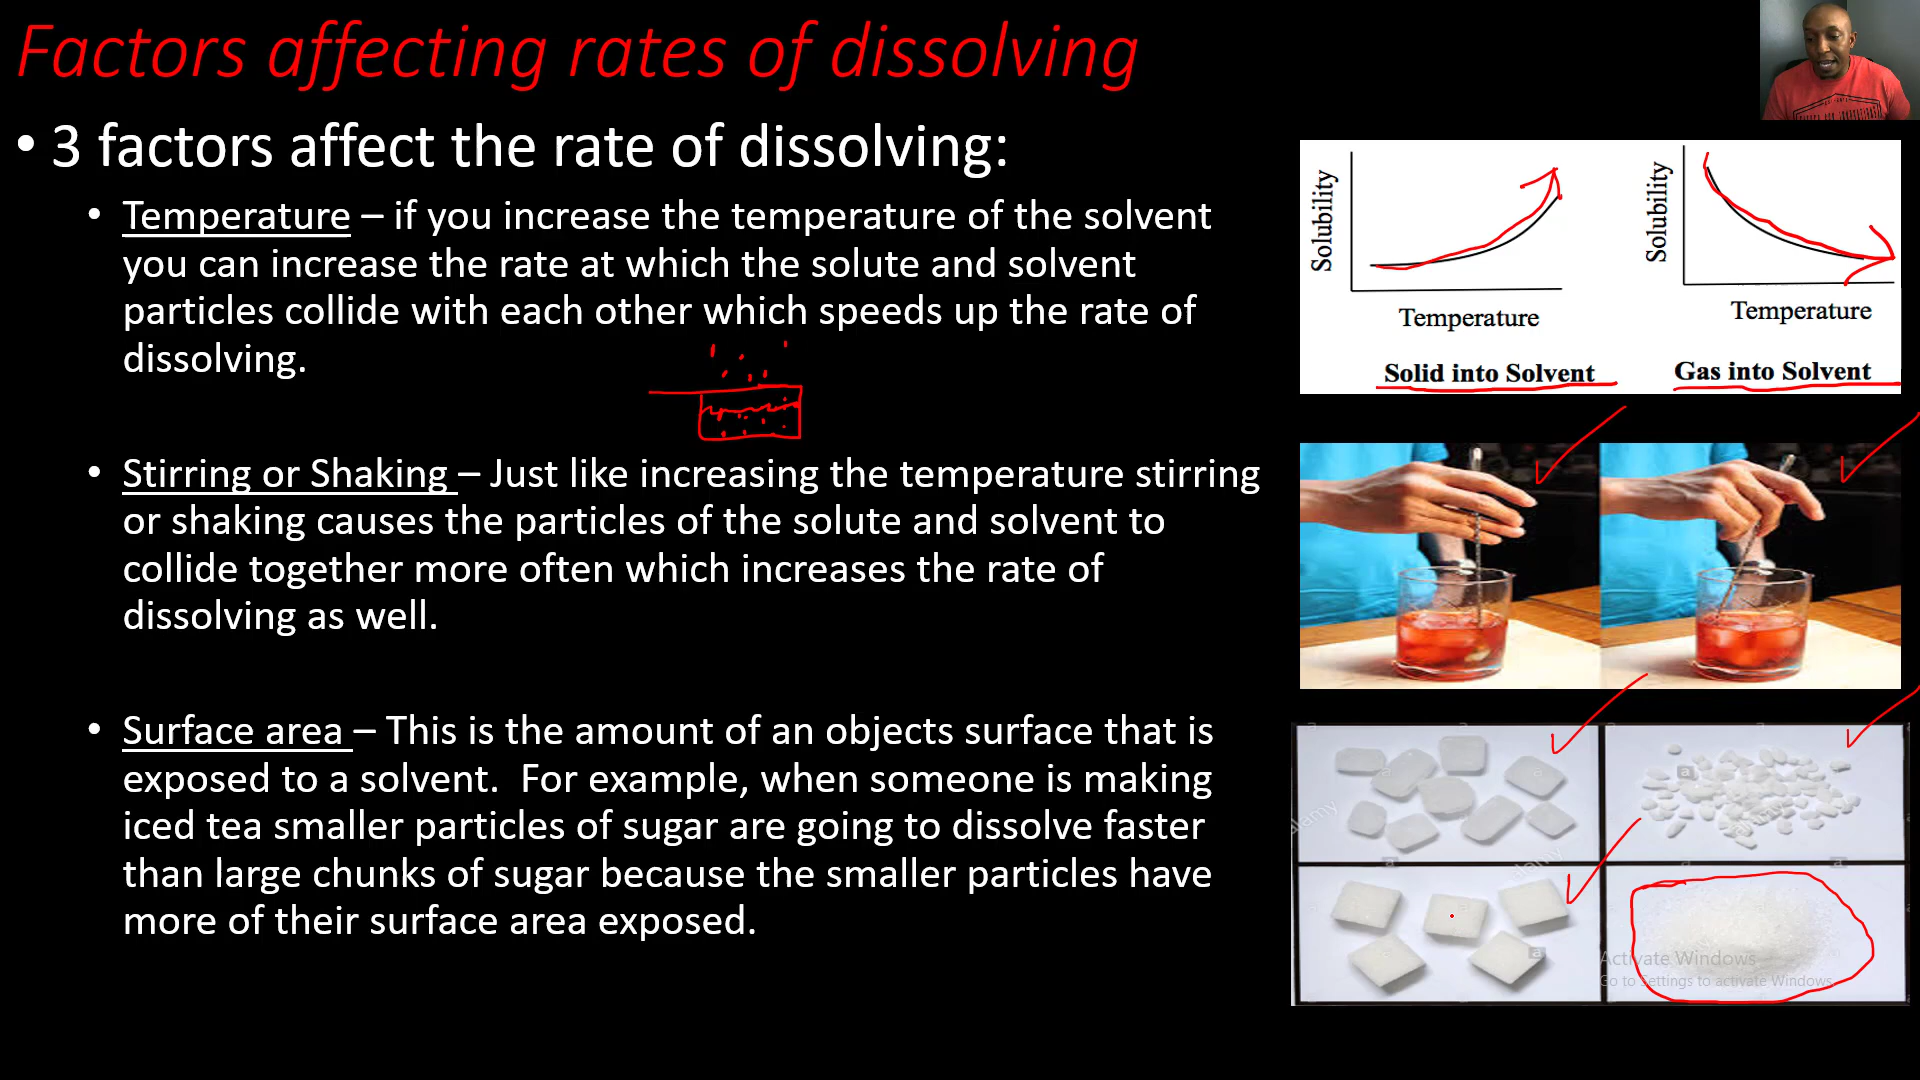 Factors affecting rates of dissolving
• 3 factors affect the rate of dissolving:
• Temperature – if you increase the temperature of the solvent
you can increase the rate at which the solute and solvent
particles collide with each other which speeds up the rate of
dissolving.
• Stirring or Shaking – Just like increasing the temperature stirring
or shaking causes the particles of the solute and solvent to
collide together more often which increases the rate of
dissolving as well.
• Surface area – This is the amount of an objects surface that is
exposed to a solvent.  For example, when someone is making
iced tea smaller particles of sugar are going to dissolve faster
than large chunks of sugar because the smaller particles have
more of their surface area exposed.
Solubility
Temperature
Solid into Solvent
Solubility
Temperature
Gas into Solvent
a
alamy
Activate Windows
Go to Settings to activate Windows.